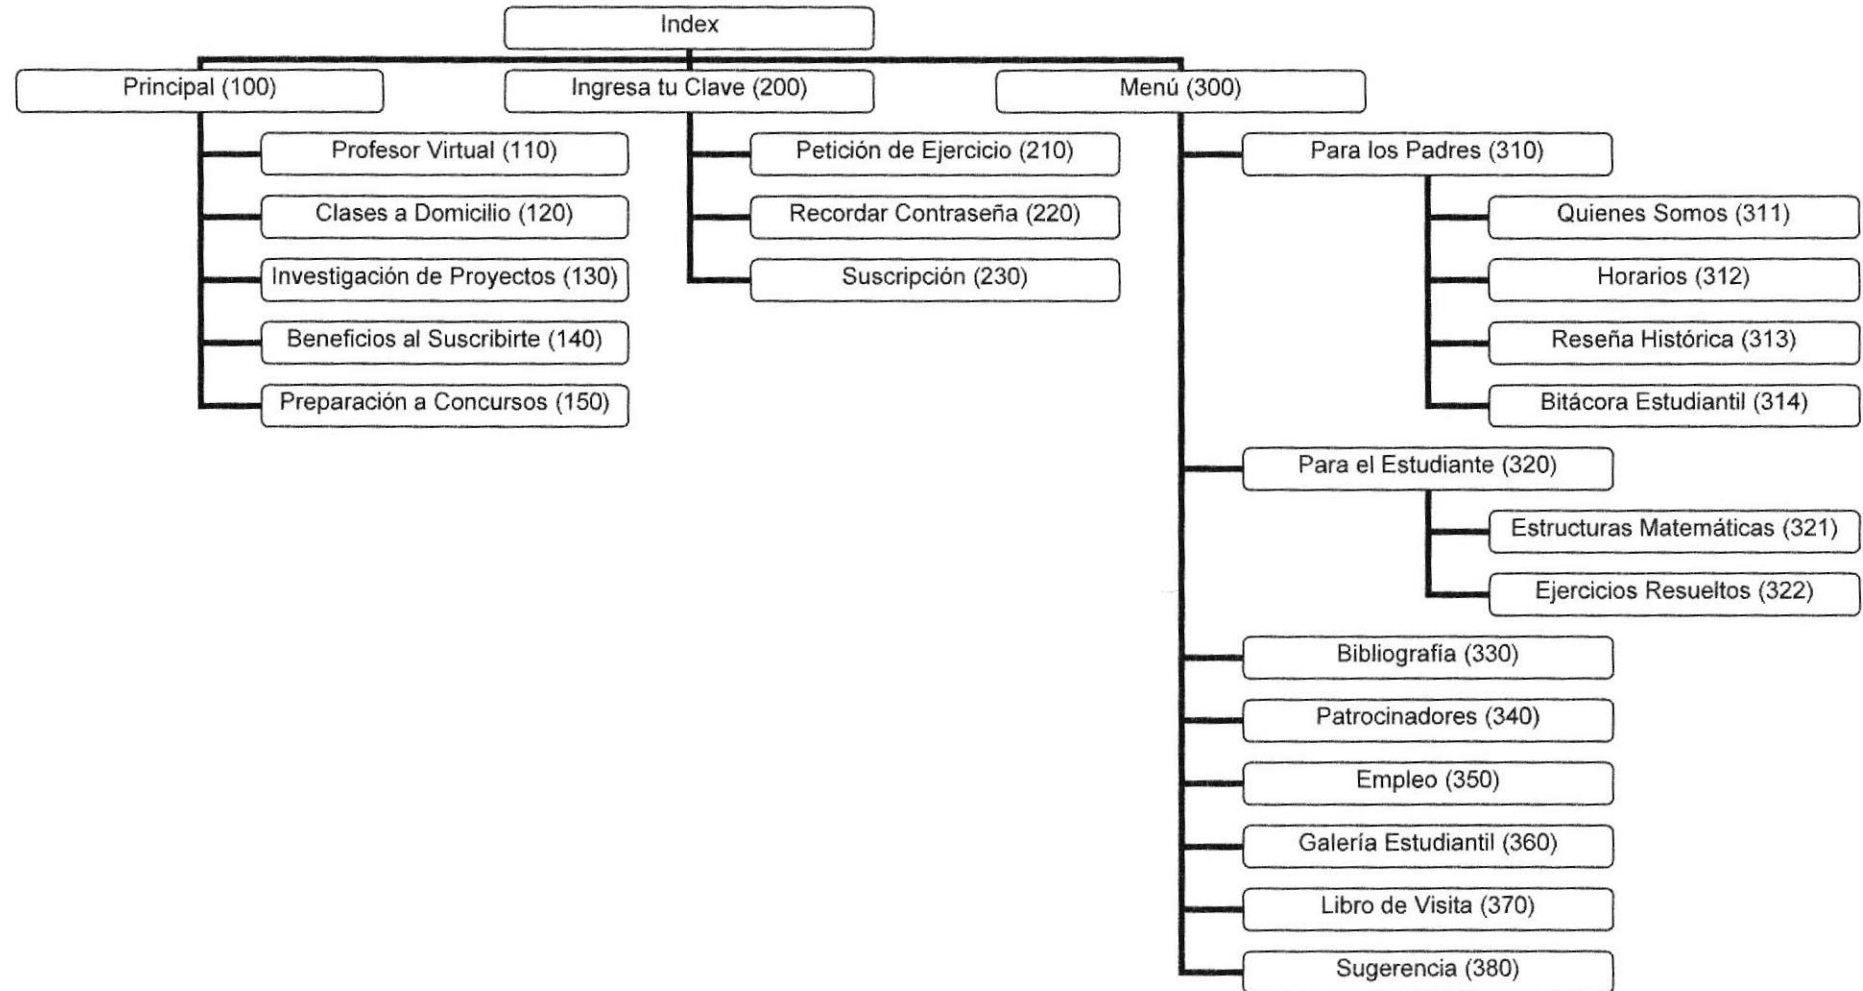 Index
Principal (100)
Profesor Virtual (110)
Clases a Domicilio (120)
Investigación de Proyectos (130)
Beneficios al Suscribirte (140)
Preparación a Concursos (150)
Ingresa tu Clave (200)
Petición de Ejercicio (210)
Recordar Contraseña (220)
Suscripción (230)
Menú (300)
Para los Padres (310)
Quienes Somos (311)
Horarios (312)
Reseña Histórica (313)
Bitácora Estudiantil (314)
Para el Estudiante (320)
Estructuras Matemáticas (321)
Ejercicios Resueltos (322)
Bibliografía (330)
Patrocinadores (340)
Empleo (350)
Galería Estudiantil (360)
Libro de Visita (370)
Sugerencia (380)